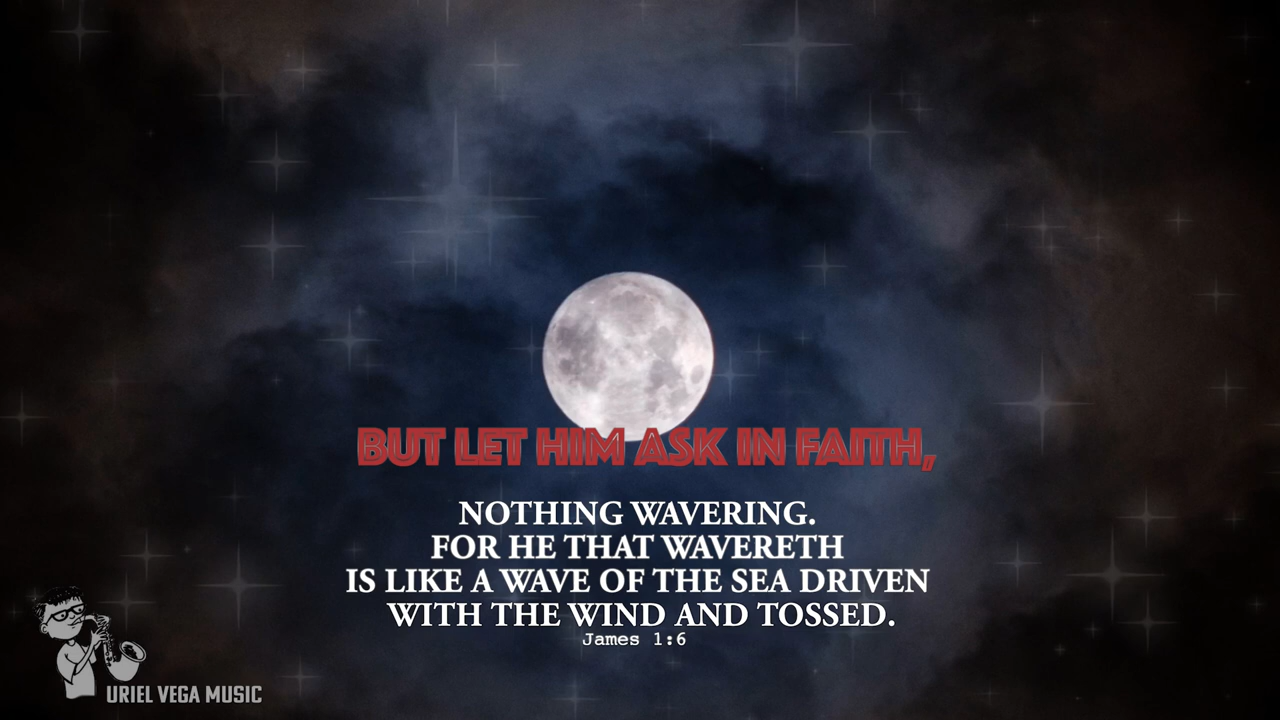 BUT LET HIM ASK IN FAITH,
NOTHING WAVERING.
FOR HE THAT WAVERETH
IS LIKE A WAVE OF THE SEA DRIVEN
WITH THE WIND AND TOSSED.
James 1:6
URIEL VEGA MUSIC